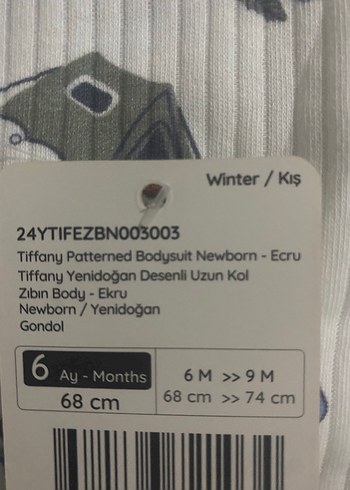 Winter / Kış
24YTIFEZBN003003
Tiffany Patterned Bodysuit Newborn - Ecru
Tiffany Yenidoğan Desenli Uzun Kol
Zıbın Body - Ekru
Newborn / Yenidoğan
Gondol
6 Ay - Months
68 cm
6 M >> 9 M
68 cm >> 74 cm